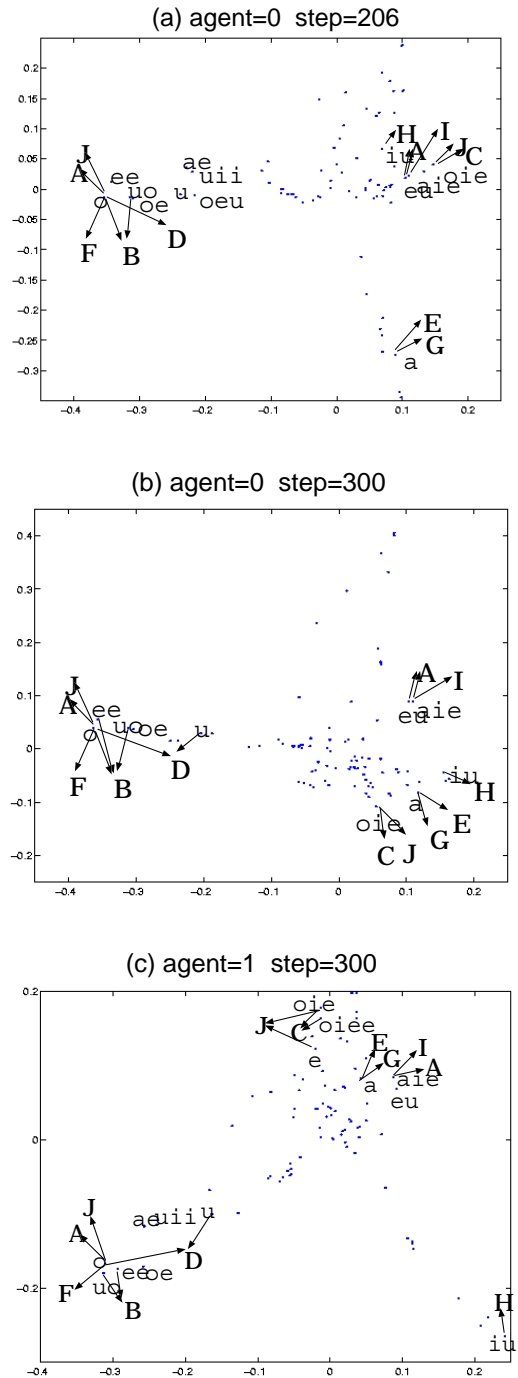 (a) agent=0 step=206
0.2
0.15
0.1
0.05
0
−0.05
−0.1
−0.15
−0.2
−0.25
−0.3
J A ee ae uii uo u o oe oeu F B D
H A I J C iu eu aie oie
E G a
−0.4 −0.3 −0.2 −0.1 0 0.1 0.2
(b) agent=0 step=300
0.4
0.3
0.2
0.1
0
−0.1
−0.2
J A ee o uo oe u F B D
A I eu aie
iu H a E G oie C J
−0.4 −0.3 −0.2 −0.1 0 0.1 0.2
(c) agent=1 step=300
0.2
0
−0.2
oie J C oiee e E G a I A aie eu
J A ae uii u o D F uo ee oe B
H iu
−0.4 −0.3 −0.2 −0.1 0 0.1 0.2